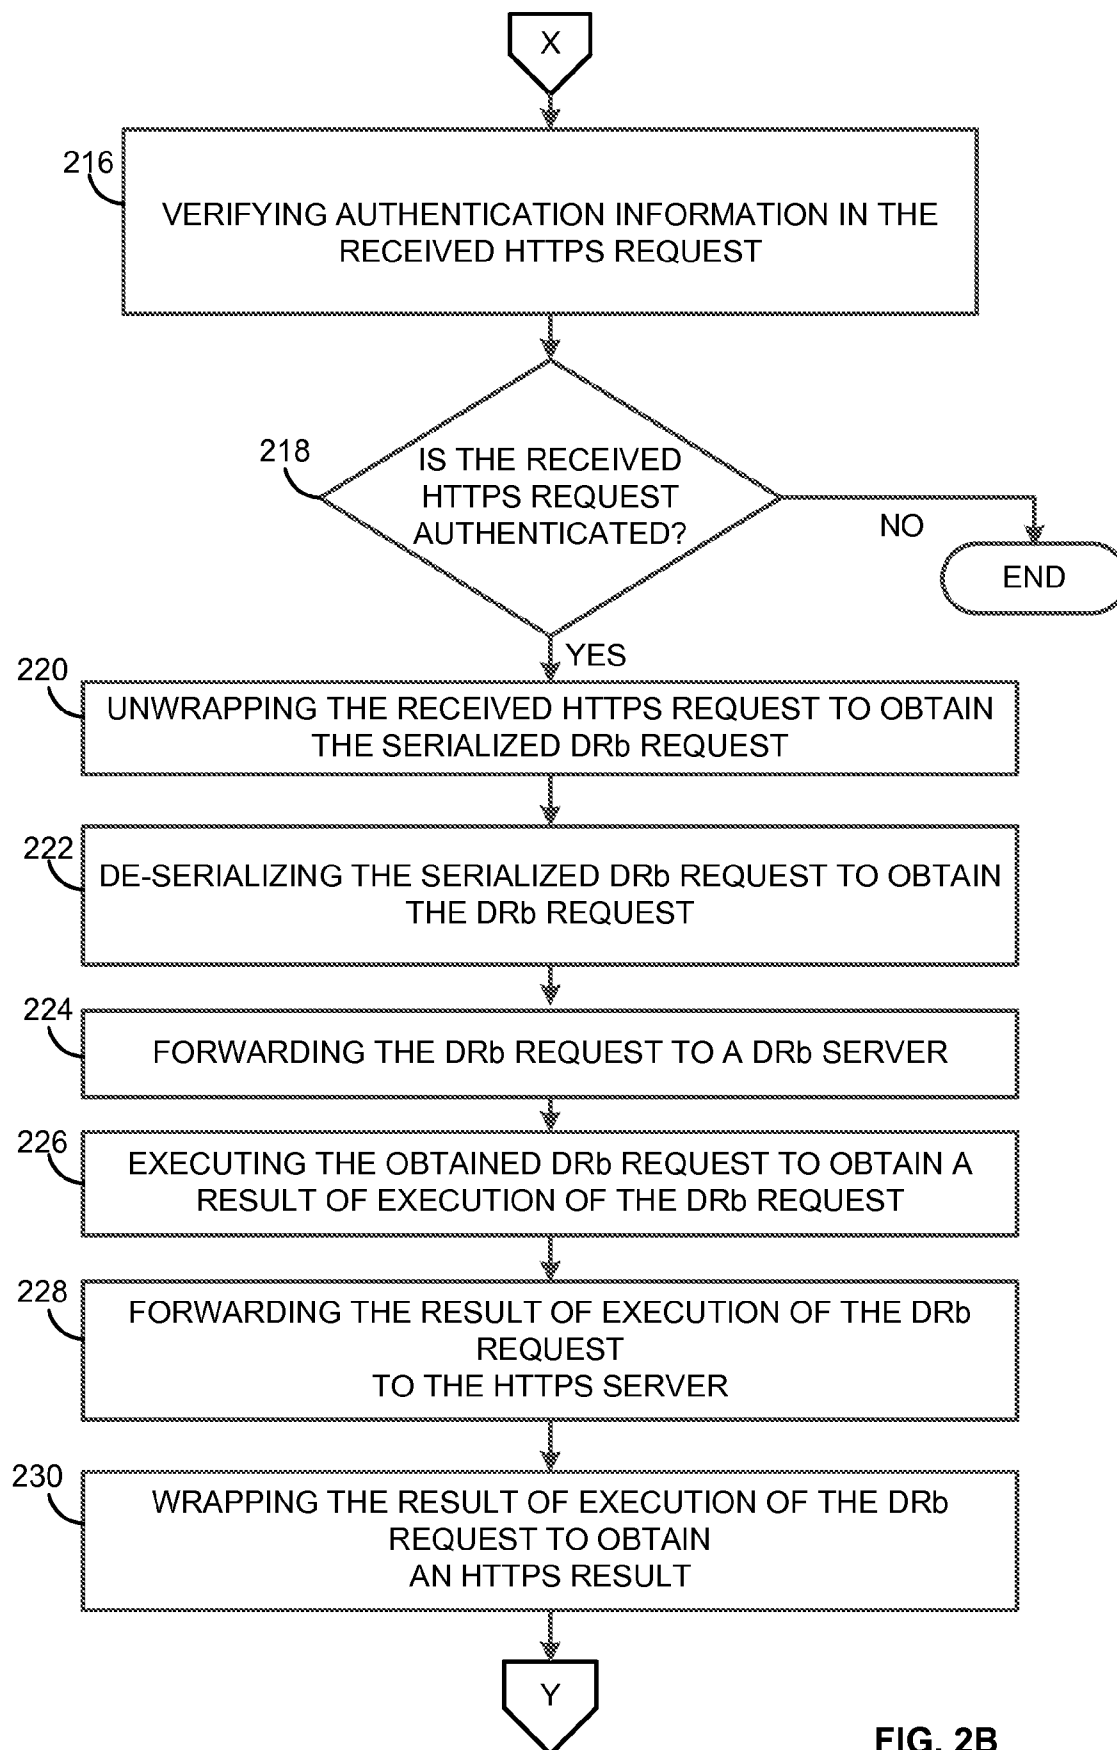 X
216
VERIFYING AUTHENTICATION INFORMATION IN THE
RECEIVED HTTPS REQUEST
218
IS THE RECEIVED
HTTPS REQUEST
AUTHENTICATED?
NO
END
YES
220
UNWRAPPING THE RECEIVED HTTPS REQUEST TO OBTAIN
THE SERIALIZED DRb REQUEST
222
DE-SERIALIZING THE SERIALIZED DRb REQUEST TO OBTAIN
THE DRb REQUEST
224
FORWARDING THE DRb REQUEST TO A DRb SERVER
226
EXECUTING THE OBTAINED DRb REQUEST TO OBTAIN A
RESULT OF EXECUTION OF THE DRb REQUEST
228
FORWARDING THE RESULT OF EXECUTION OF THE DRb
REQUEST
TO THE HTTPS SERVER
230
WRAPPING THE RESULT OF EXECUTION OF THE DRb
REQUEST TO OBTAIN
AN HTTPS RESULT
Y
FIG. 2B